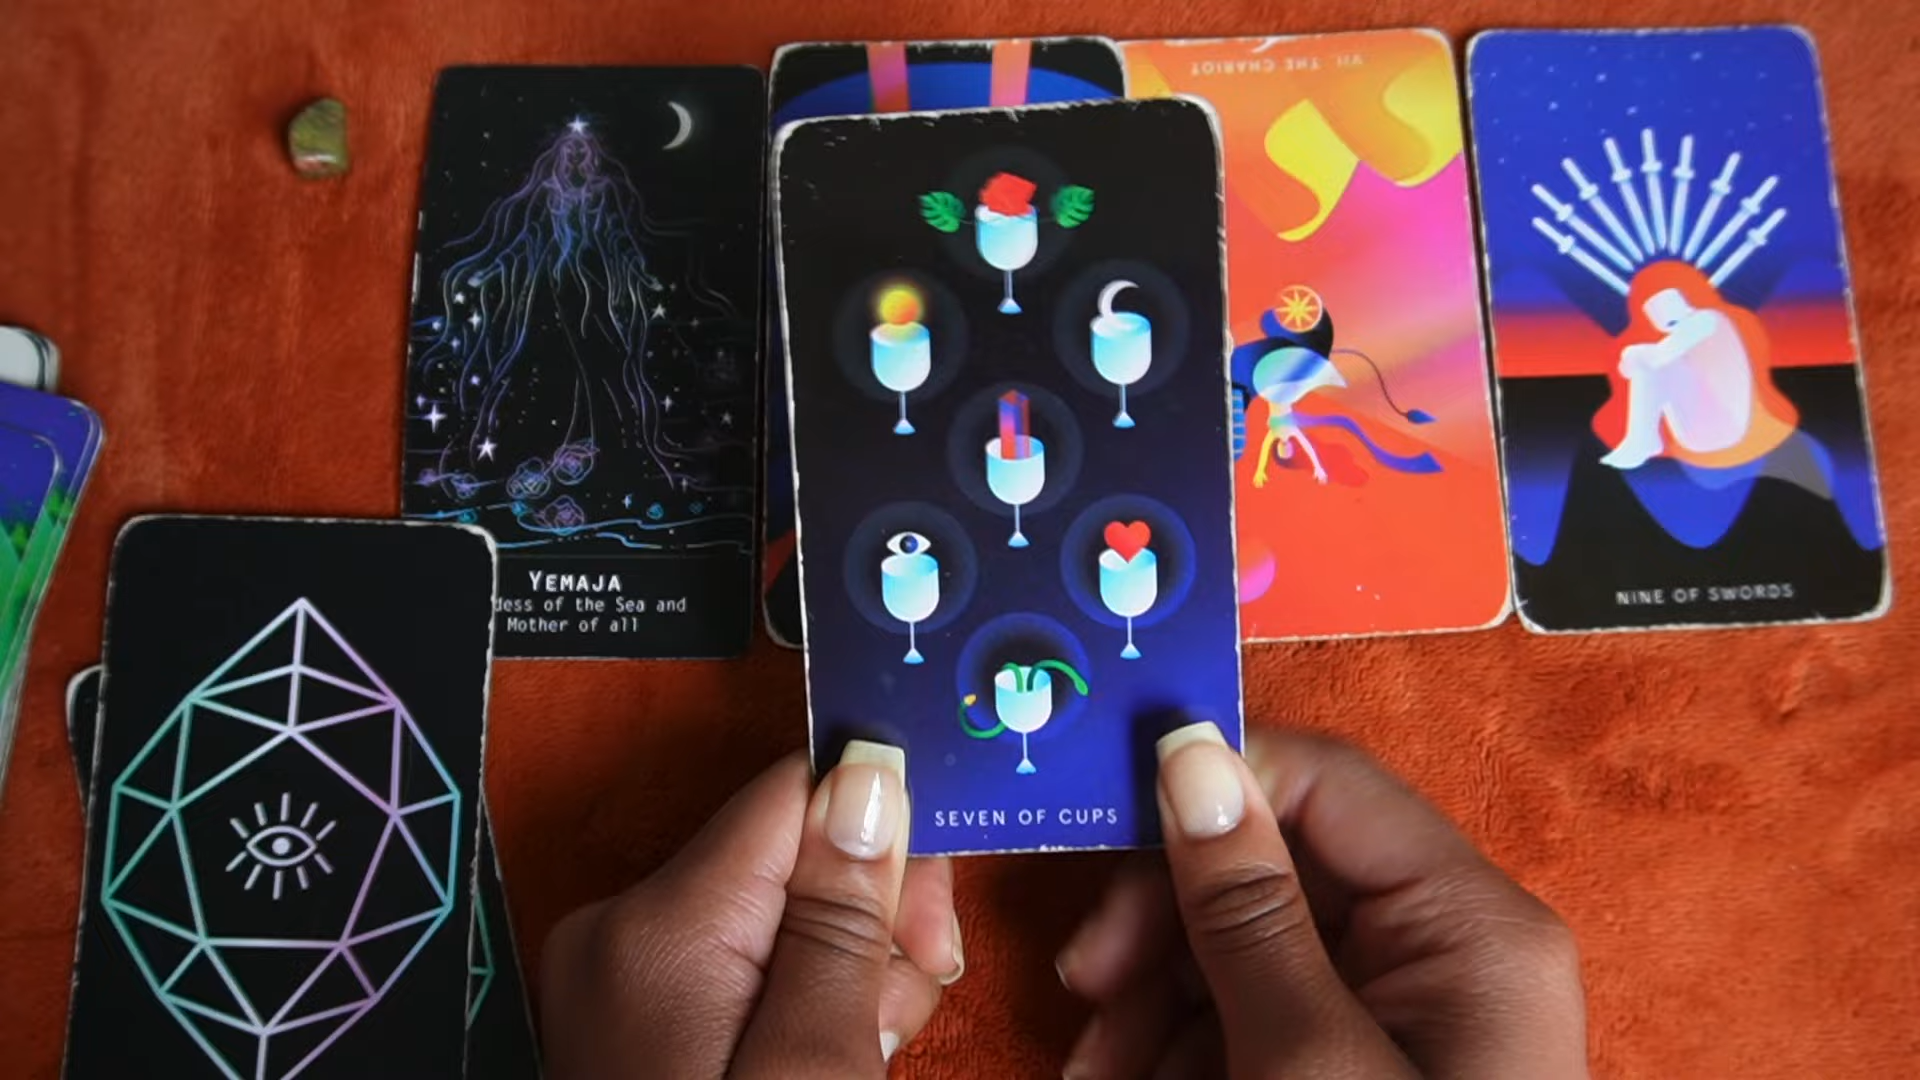 VII. THE CHARIOT
YEMAJA
dess of the Sea and
Mother of all
NINE OF SWORDS
SEVEN OF CUPS